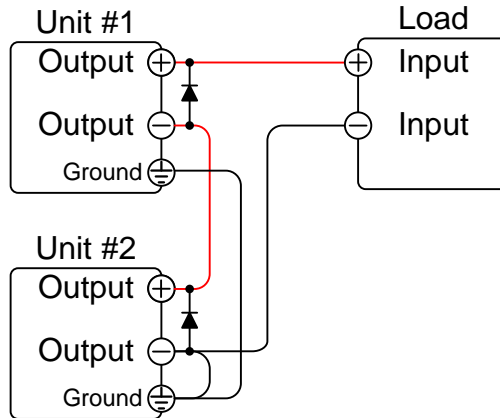 Unit #1
Output
Output
Ground
Load
Input
Input
Unit #2
Output
Output
Ground